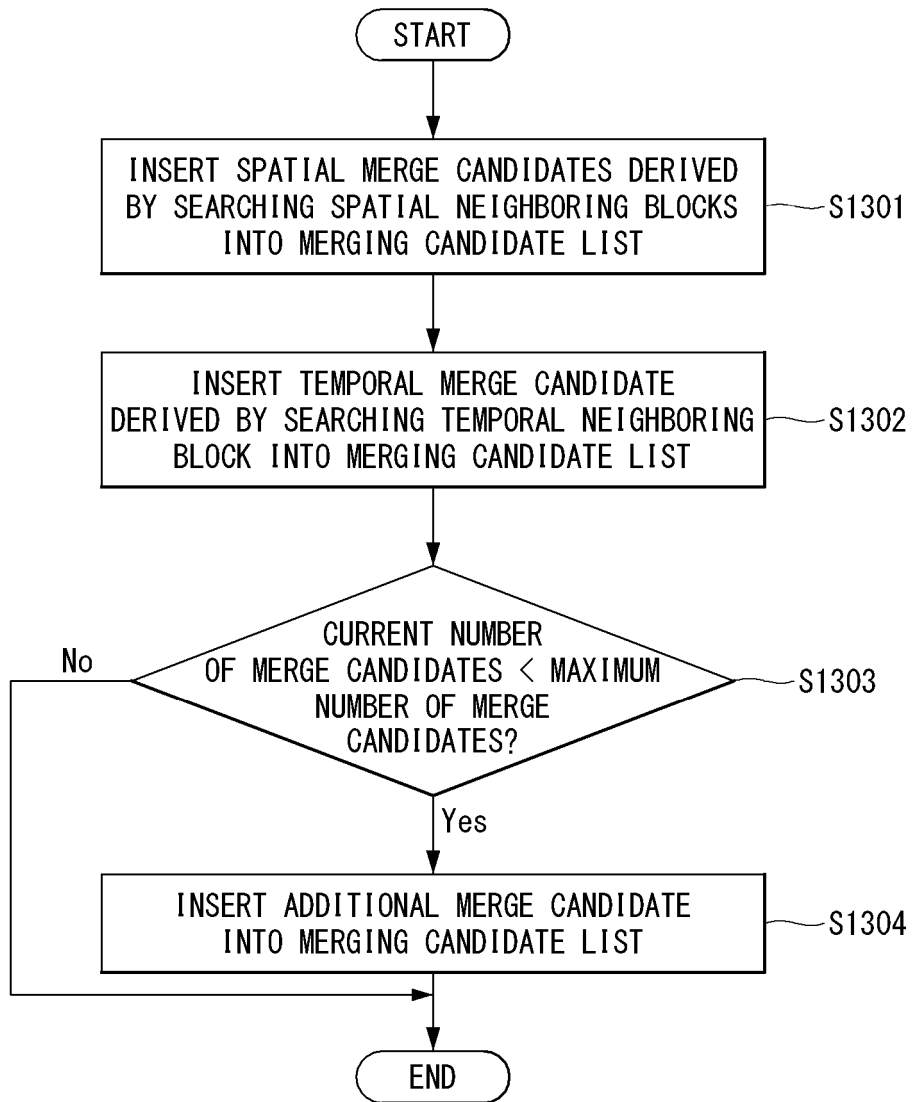 START
INSERT SPATIAL MERGE CANDIDATES DERIVED
BY SEARCHING SPATIAL NEIGHBORING BLOCKS
INTO MERGING CANDIDATE LIST
S1301
INSERT TEMPORAL MERGE CANDIDATE
DERIVED BY SEARCHING TEMPORAL NEIGHBORING
BLOCK INTO MERGING CANDIDATE LIST
S1302
CURRENT NUMBER
OF MERGE CANDIDATES < MAXIMUM
NUMBER OF MERGE
CANDIDATES?
No
S1303
Yes
INSERT ADDITIONAL MERGE CANDIDATE
INTO MERGING CANDIDATE LIST
S1304
END